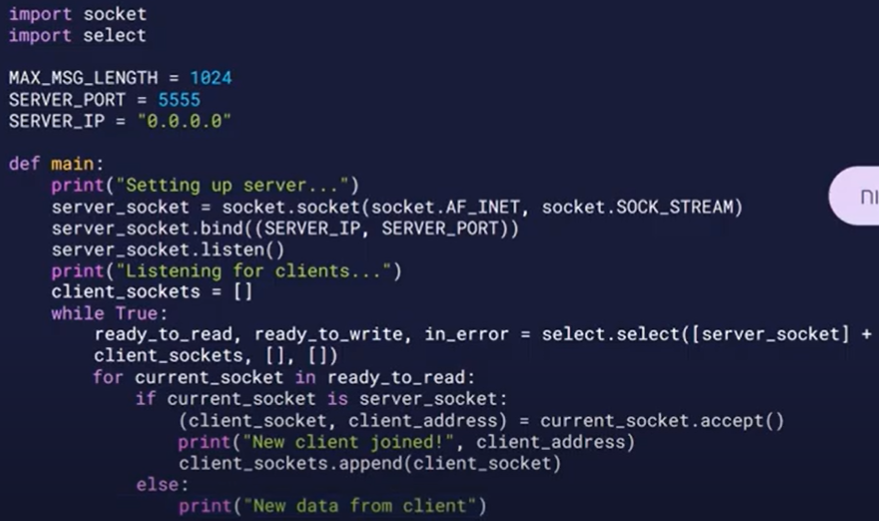 import socket
import select
MAX_MSG_LENGTH = 1024
SERVER_PORT = 5555
SERVER_IP = "0.0.0.0"
def main:
    print("Setting up server...")
    server_socket = socket.socket(socket.AF_INET, socket.SOCK_STREAM)
    server_socket.bind((SERVER_IP, SERVER_PORT))
    server_socket.listen()
    print("Listening for clients...")
    client_sockets = []
    while True:
        ready_to_read, ready_to_write, in_error = select.select([server_socket] +
        client_sockets, [], [])
        for current_socket in ready_to_read:
            if current_socket is server_socket:
                (client_socket, client_address) = current_socket.accept()
                print("New client joined!", client_address)
                client_sockets.append(client_socket)
            else:
                print("New data from client")